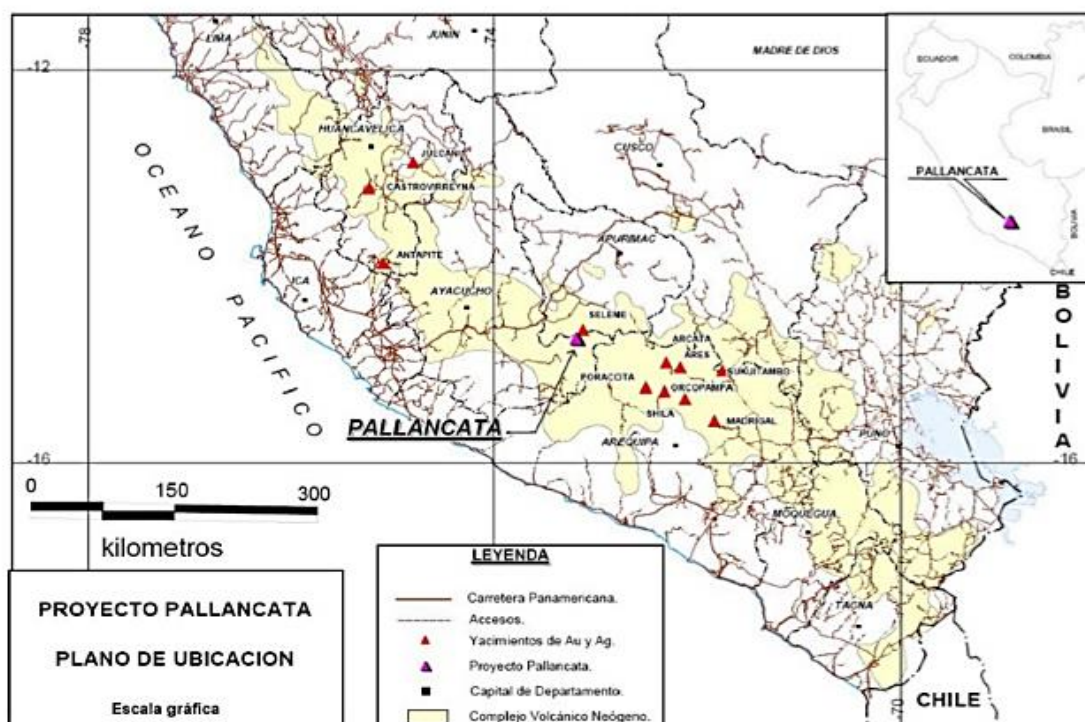 -78
-74
-12
LIMA
JUNIN
MADRE DE DIOS
ECUADOR
COLOMBIA
BRASIL
PALLANCATA
BOLIVIA
CHILE
HUANCAVELICA
JULCANI
CASTROVIRREYNA
CUSCO
OCEANO PACIFICO
ANTAPITE
ICA
APURIMAC
AYACUCHO
SELENE
ARCATA
ARES
SUKUITAMBO
PORACOTA
ORCOPAMPA
SHILA
MADRIGAL
PALLANCATA
AREQUIPA
PUNO
BOLIVIA
-16
-16
MOQUEGUA
TACNA
CHILE
-70
0 150 300
kilometros
PROYECTO PALLANCATA
PLANO DE UBICACION
Escala gráfica
LEYENDA
Carretera Panamericana.
Accesos.
Yacimientos de Au y Ag.
Proyecto Pallancata.
Capital de Departamento.
Complejo Volcánico Neógeno.